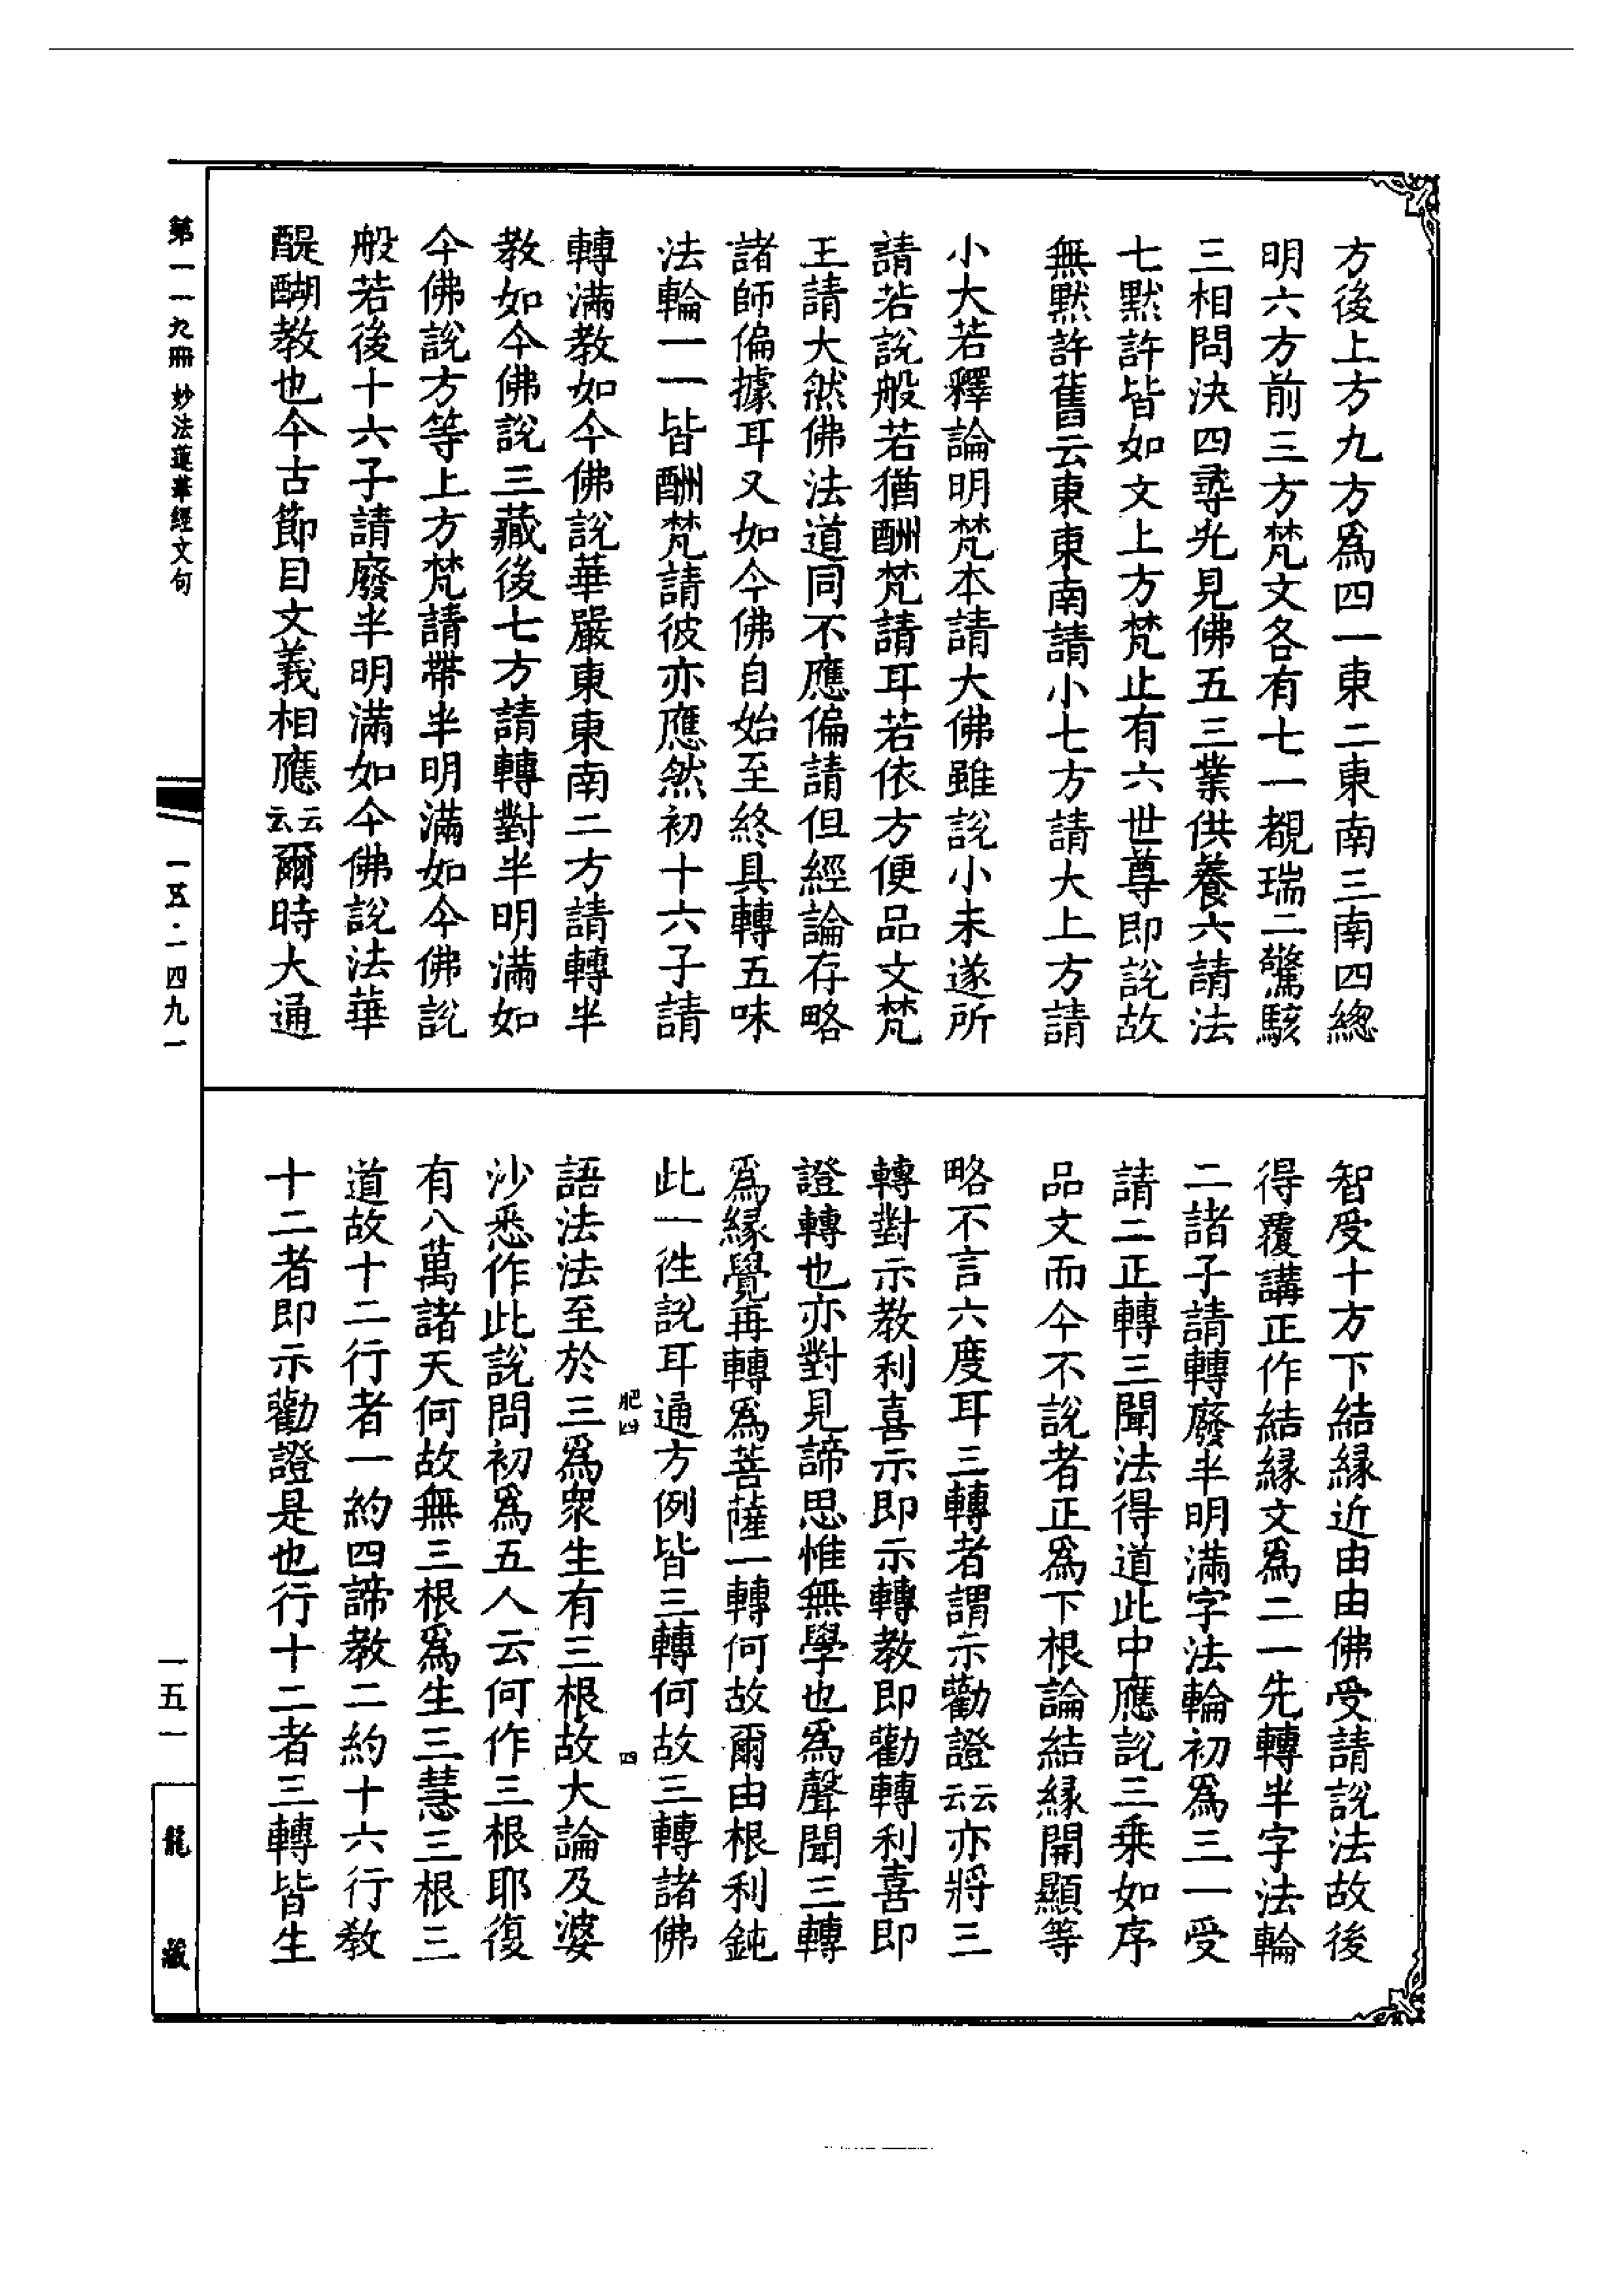 方後上方九方爲四一東二東南三南四總
明六方前三方梵文各有七一覩瑞二驚駭
三相問決四尋光見佛五三業供養六請法
七默許皆如文上方梵止有六世尊即說故
無默許舊云東東南請小七方請大上方請
小大若釋論明梵本請大佛雖說小未遂所
請若說般若猶酬梵請耳若依方便品文梵
王請大然佛法道同不應偏請但經論存略
諸師偏據耳又如今佛自始至終具轉五味
法輪一一皆酬梵請彼亦應然初十六子請
轉滿教如今佛說華嚴東東南二方請轉半
教如今佛說三藏後七方請轉對半明滿如
今佛說方等上方梵請帶半明滿如今佛說
般若後十六子請廢半明滿如今佛說法華
醍醐教也今古節目文義相應云云爾時大通
智受十方下結緣近由由佛受請說法故後
得覆講正作結緣文爲二一先轉半字法輪
二諸子請轉廢半明滿字法輪初爲三一受
請二正轉三聞法得道此中應說三乗如序
品文而今不說者正爲下根論結緣開顯等
略不言六度耳三轉者謂示勸證云云亦將三
轉對示教利喜示即示轉教即勸轉利喜即
證轉也亦對見諦思惟無學也爲聲聞三轉
爲緣覺再轉爲菩薩一轉何故爾由根利鈍
此一徃說耳通方例皆三轉何故三轉諸佛
語法法至於三爲衆生有三根故大論及婆
沙悉作此說問初爲五人云何作三根耶復
有八萬諸天何故無三根爲生三慧三根三
道故十二行者一約四諦教二約十六行教
十二者即示勸證是也行十二者三轉皆生
肥四
四
第一一九冊 妙法蓮華經文句
一五·一四九一
一五一
龍藏